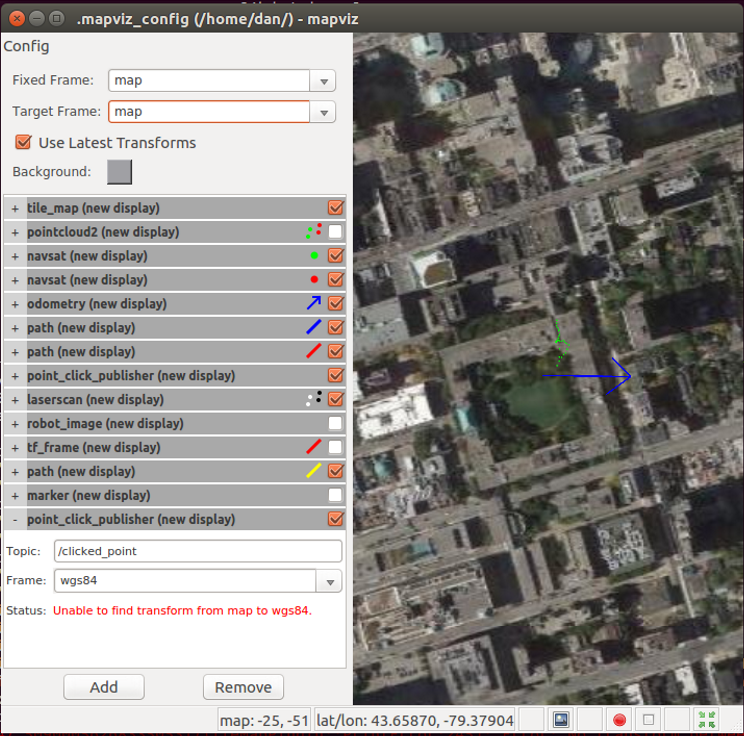 .mapviz_config (/home/dan/) - mapviz
Config
Fixed Frame: map
Target Frame: map
Use Latest Transforms
Background:
+ tile_map (new display)
+ pointcloud2 (new display)
+ navsat (new display)
+ navsat (new display)
+ odometry (new display)
+ path (new display)
+ path (new display)
+ point_click_publisher (new display)
+ laserscan (new display)
+ robot_image (new display)
+ tf_frame (new display)
+ path (new display)
+ marker (new display)
- point_click_publisher (new display)
Topic: /clicked_point
Frame: wgs84
Status: Unable to find transform from map to wgs84.
Add Remove
map: -25, -51 lat/lon: 43.65870, -79.37904